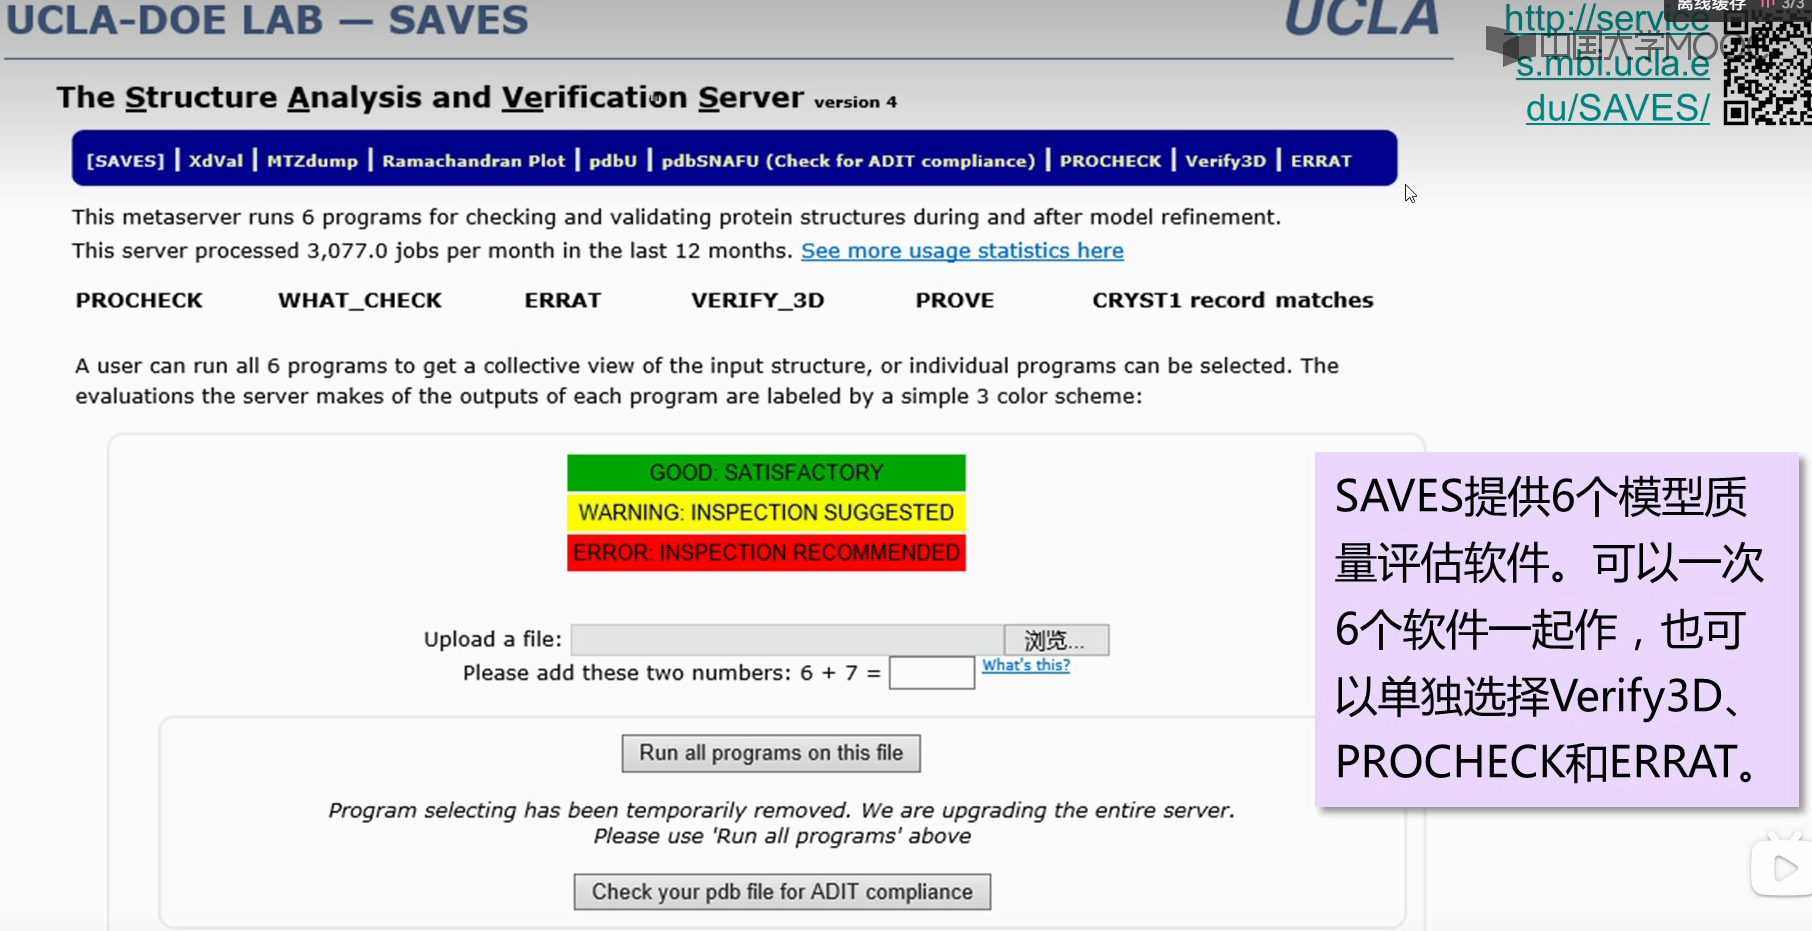 离线缓存 3/3
UCLA-DOE LAB — SAVES
UCLA
http://service
s.mbi.ucla.e
du/SAVES/
中国大学MOOC
The Structure Analysis and Verification Server version 4
[SAVES] | XdVal | MTZdump | Ramachandran Plot | pdbU | pdbSNAFU (Check for ADIT compliance) | PROCHECK | Verify3D | ERRAT
This metaserver runs 6 programs for checking and validating protein structures during and after model refinement.
This server processed 3,077.0 jobs per month in the last 12 months. See more usage statistics here
PROCHECK WHAT_CHECK ERRAT VERIFY_3D PROVE CRYST1 record matches
A user can run all 6 programs to get a collective view of the input structure, or individual programs can be selected. The
evaluations the server makes of the outputs of each program are labeled by a simple 3 color scheme:
GOOD: SATISFACTORY
WARNING: INSPECTION SUGGESTED
ERROR: INSPECTION RECOMMENDED
Upload a file: 浏览...
Please add these two numbers: 6 + 7 = What's this?
Run all programs on this file
Program selecting has been temporarily removed. We are upgrading the entire server.
Please use 'Run all programs' above
Check your pdb file for ADIT compliance
SAVES提供6个模型质
量评估软件。可以一次
6个软件一起作，也可
以单独选择Verify3D、
PROCHECK和ERRAT。